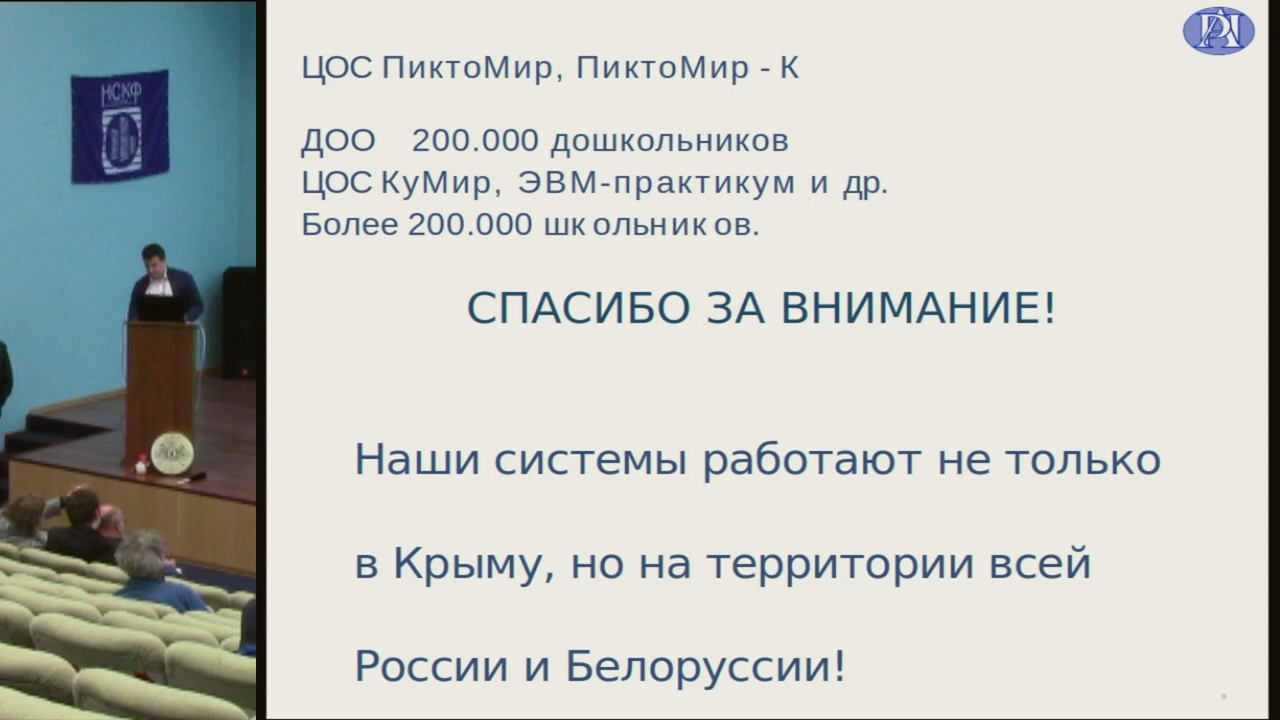 НСКФ
ЦОС ПиктоМир, ПиктоМир - К
ДОО 200.000 дошкольников
ЦОС КуМир, ЭВМ-практикум и др.
Более 200.000 школьников.
СПАСИБО ЗА ВНИМАНИЕ!
Наши системы работают не только
в Крыму, но на территории всей
России и Белоруссии!